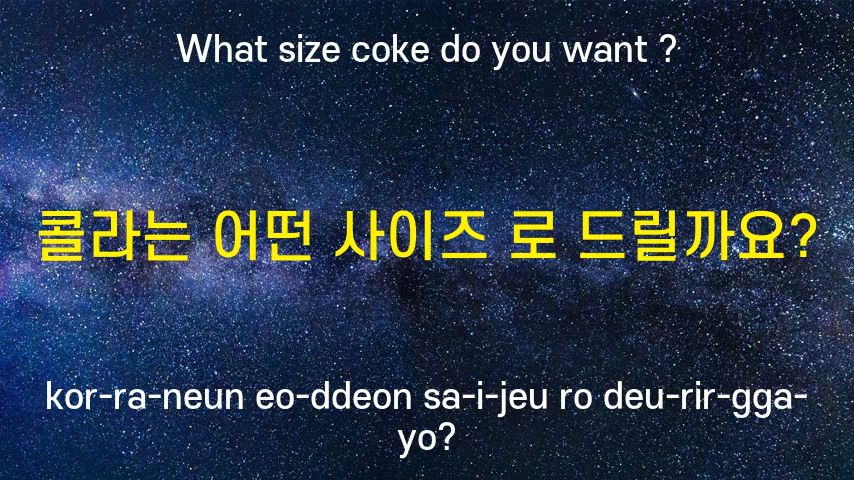 What size coke do you want ?
콜라는 어떤 사이즈 로 드릴까요?
kor-ra-neun eo-ddeon sa-i-jeu ro deu-rir-gga-
yo?